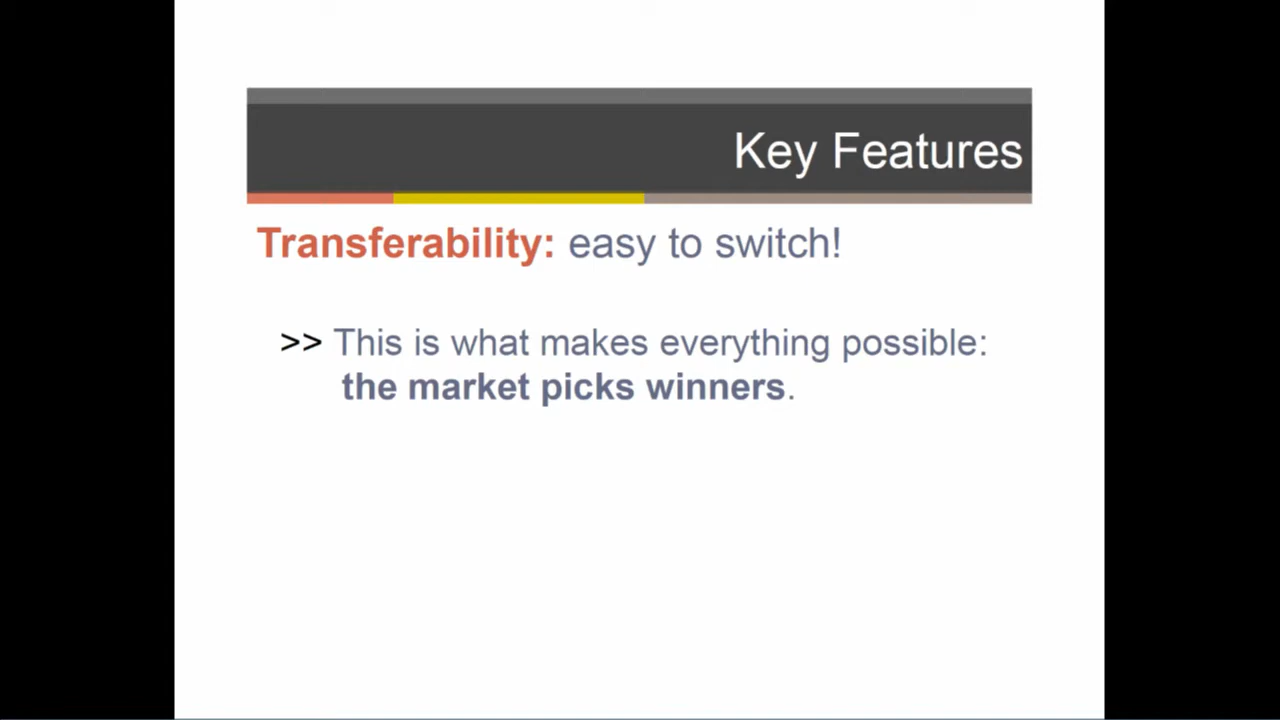 Key Features
Transferability: easy to switch!
>> This is what makes everything possible:
the market picks winners.